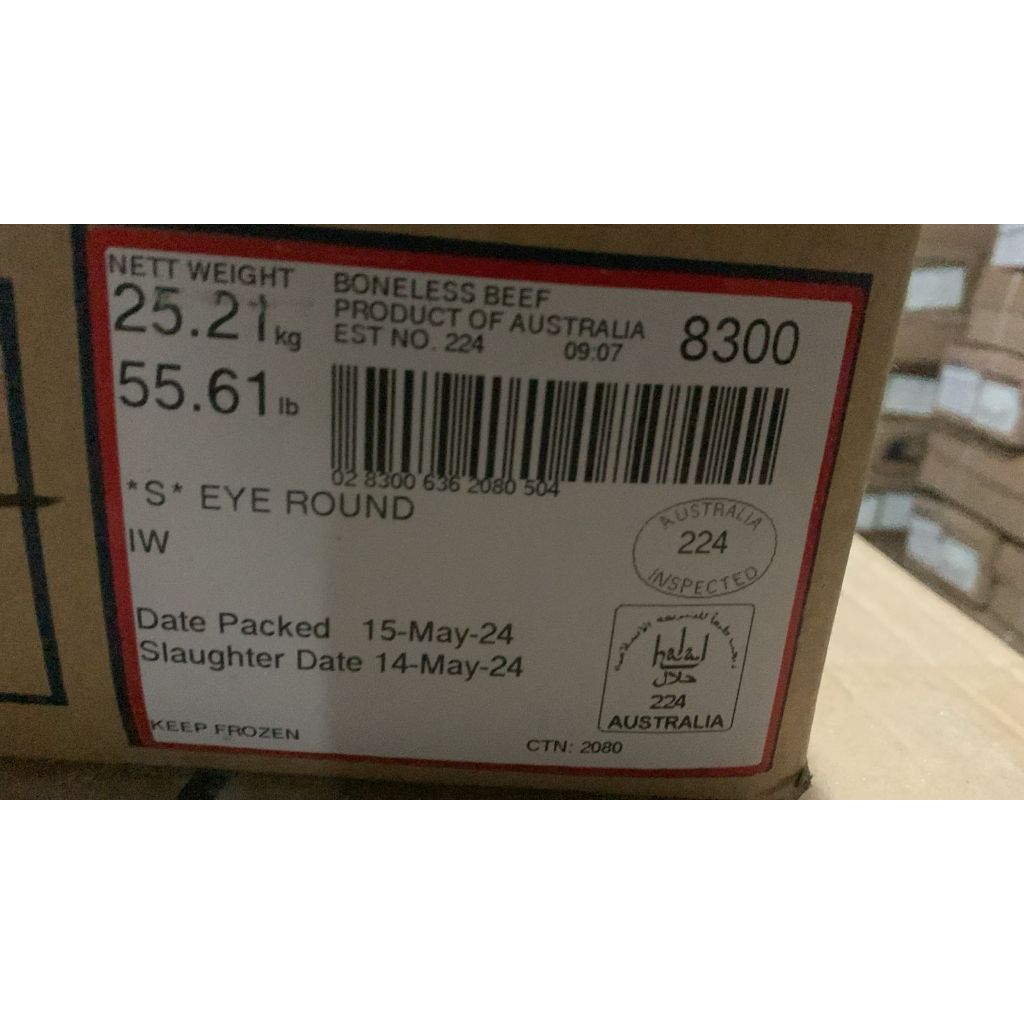 NETT WEIGHT
25.21 kg
55.61 lb
BONELESS BEEF
PRODUCT OF AUSTRALIA
EST NO. 224 09:07
8300
02 8300 636 2080 504
*S* EYE ROUND
IW
AUSTRALIA
224
INSPECTED
Date Packed 15-May-24
Slaughter Date 14-May-24
halal
حلال
224
AUSTRALIA
KEEP FROZEN
CTN: 2080